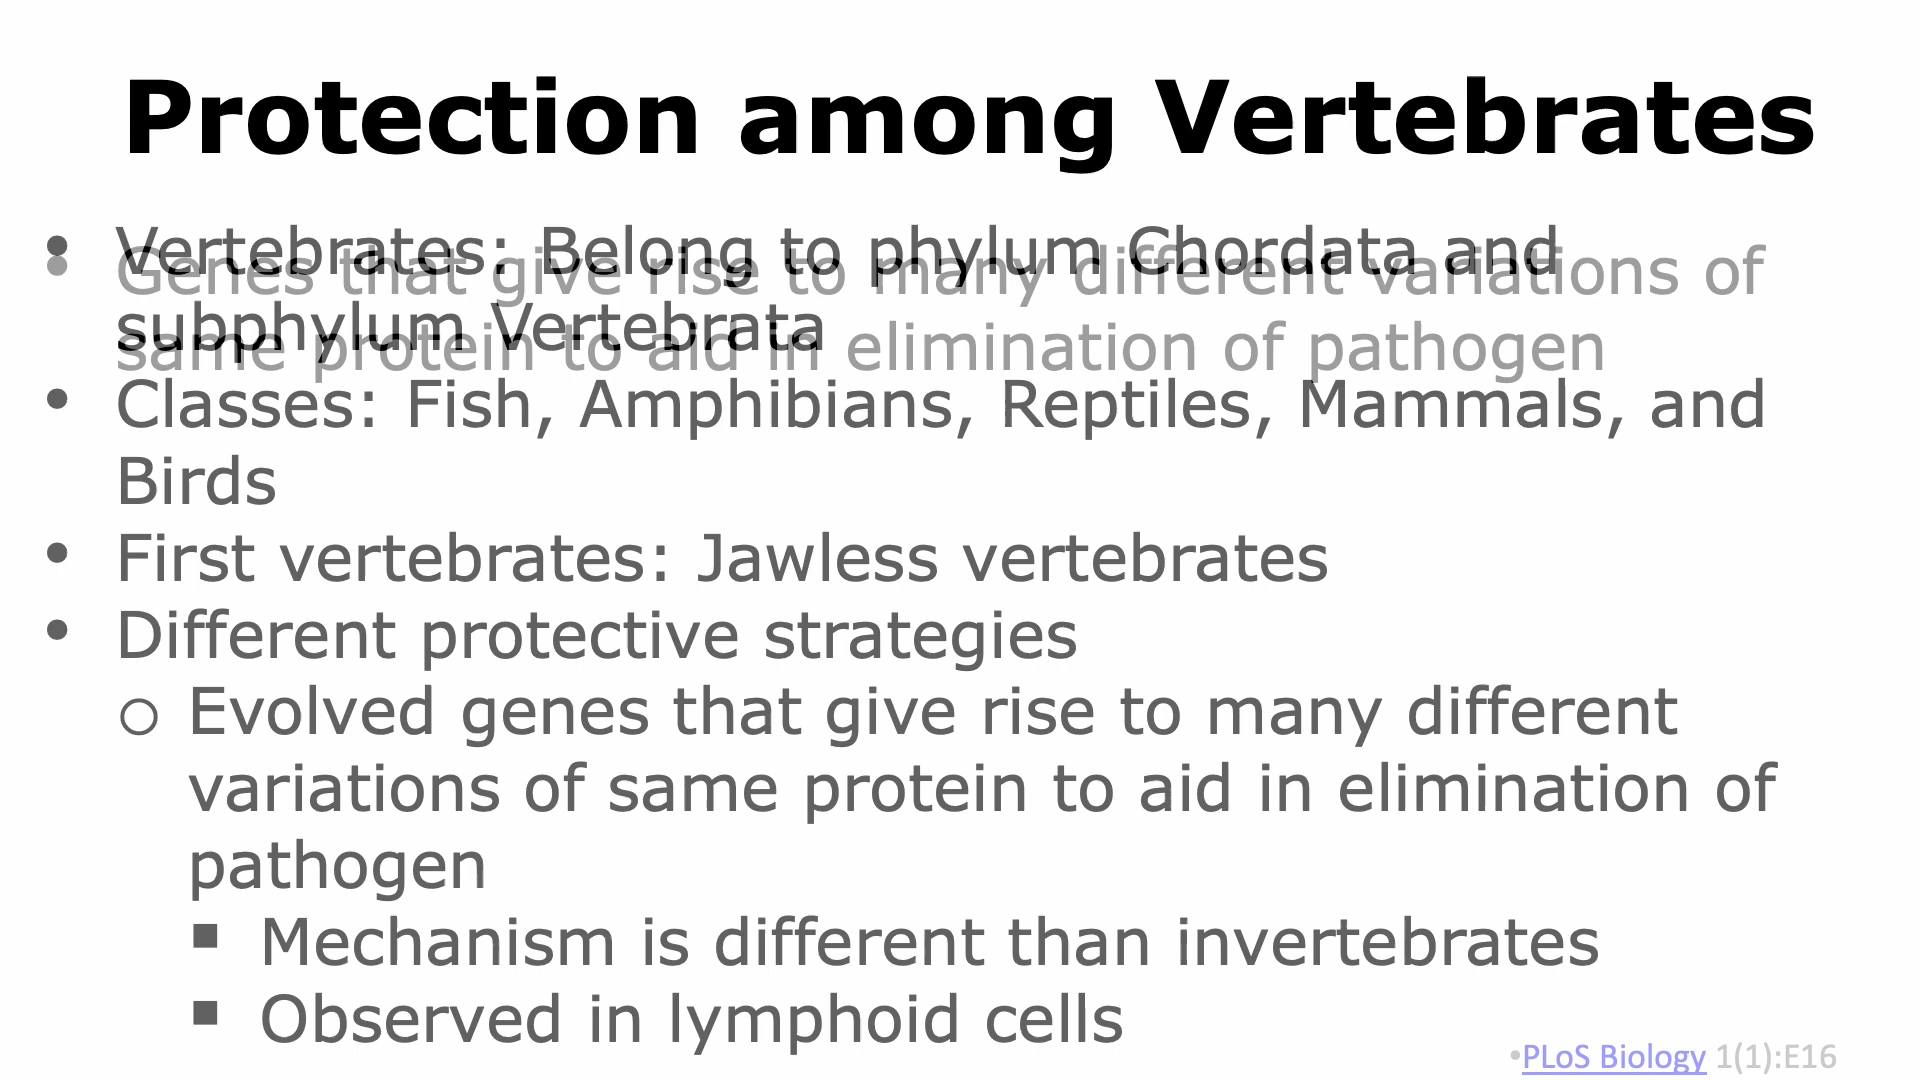 Protection among Vertebrates
• Vertebrates: Belong to phylum Chordata and
• Genes that give rise to many different variations of
subphylum Vertebrata
same protein to aid in elimination of pathogen
• Classes: Fish, Amphibians, Reptiles, Mammals, and
Birds
• First vertebrates: Jawless vertebrates
• Different protective strategies
○ Evolved genes that give rise to many different
variations of same protein to aid in elimination of
pathogen
▪ Mechanism is different than invertebrates
▪ Observed in lymphoid cells
•PLoS Biology 1(1):E16